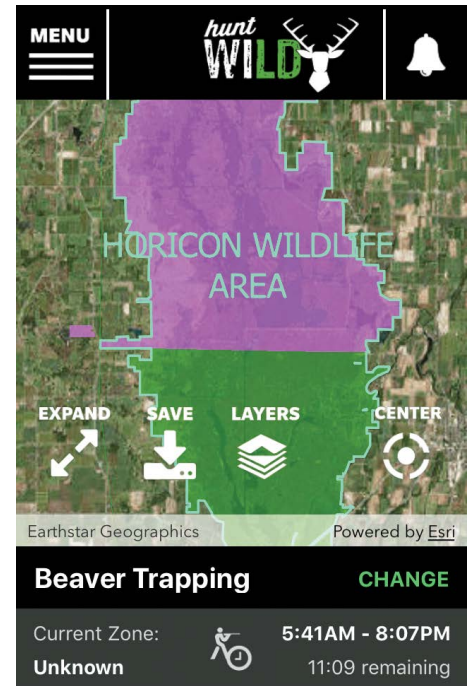 MENU
hunt
WILD
HORICON WILDLIFE
AREA
EXPAND
SAVE
LAYERS
CENTER
Earthstar Geographics
Powered by Esri
Beaver Trapping
CHANGE
Current Zone:
5:41AM - 8:07PM
Unknown
11:09 remaining